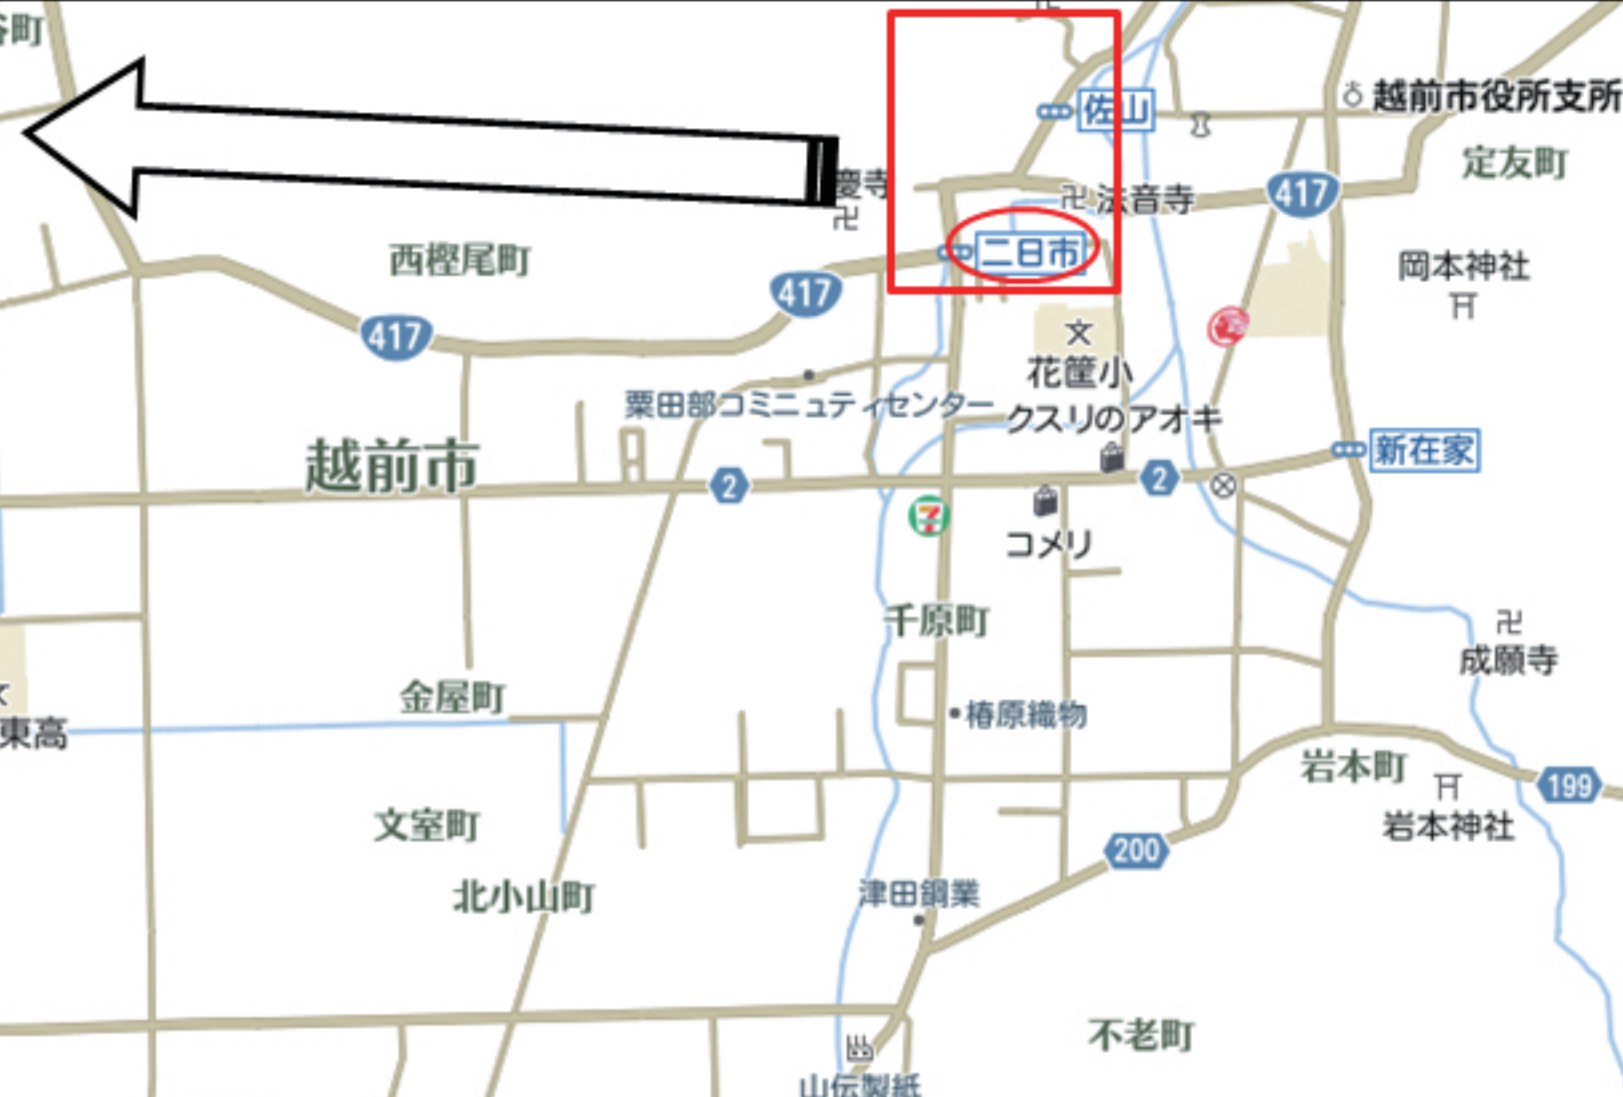 谷町
佐山
越前市役所支所
定友町
慶寺
法音寺
417
西樫尾町
二日市
岡本神社
417
417
花筐小
粟田部コミュニティセンター
クスリのアオキ
越前市
新在家
2
2
コメリ
千原町
成願寺
金屋町
椿原織物
東高
岩本町
199
文室町
岩本神社
200
北小山町
津田鋼業
不老町
山伝製紙